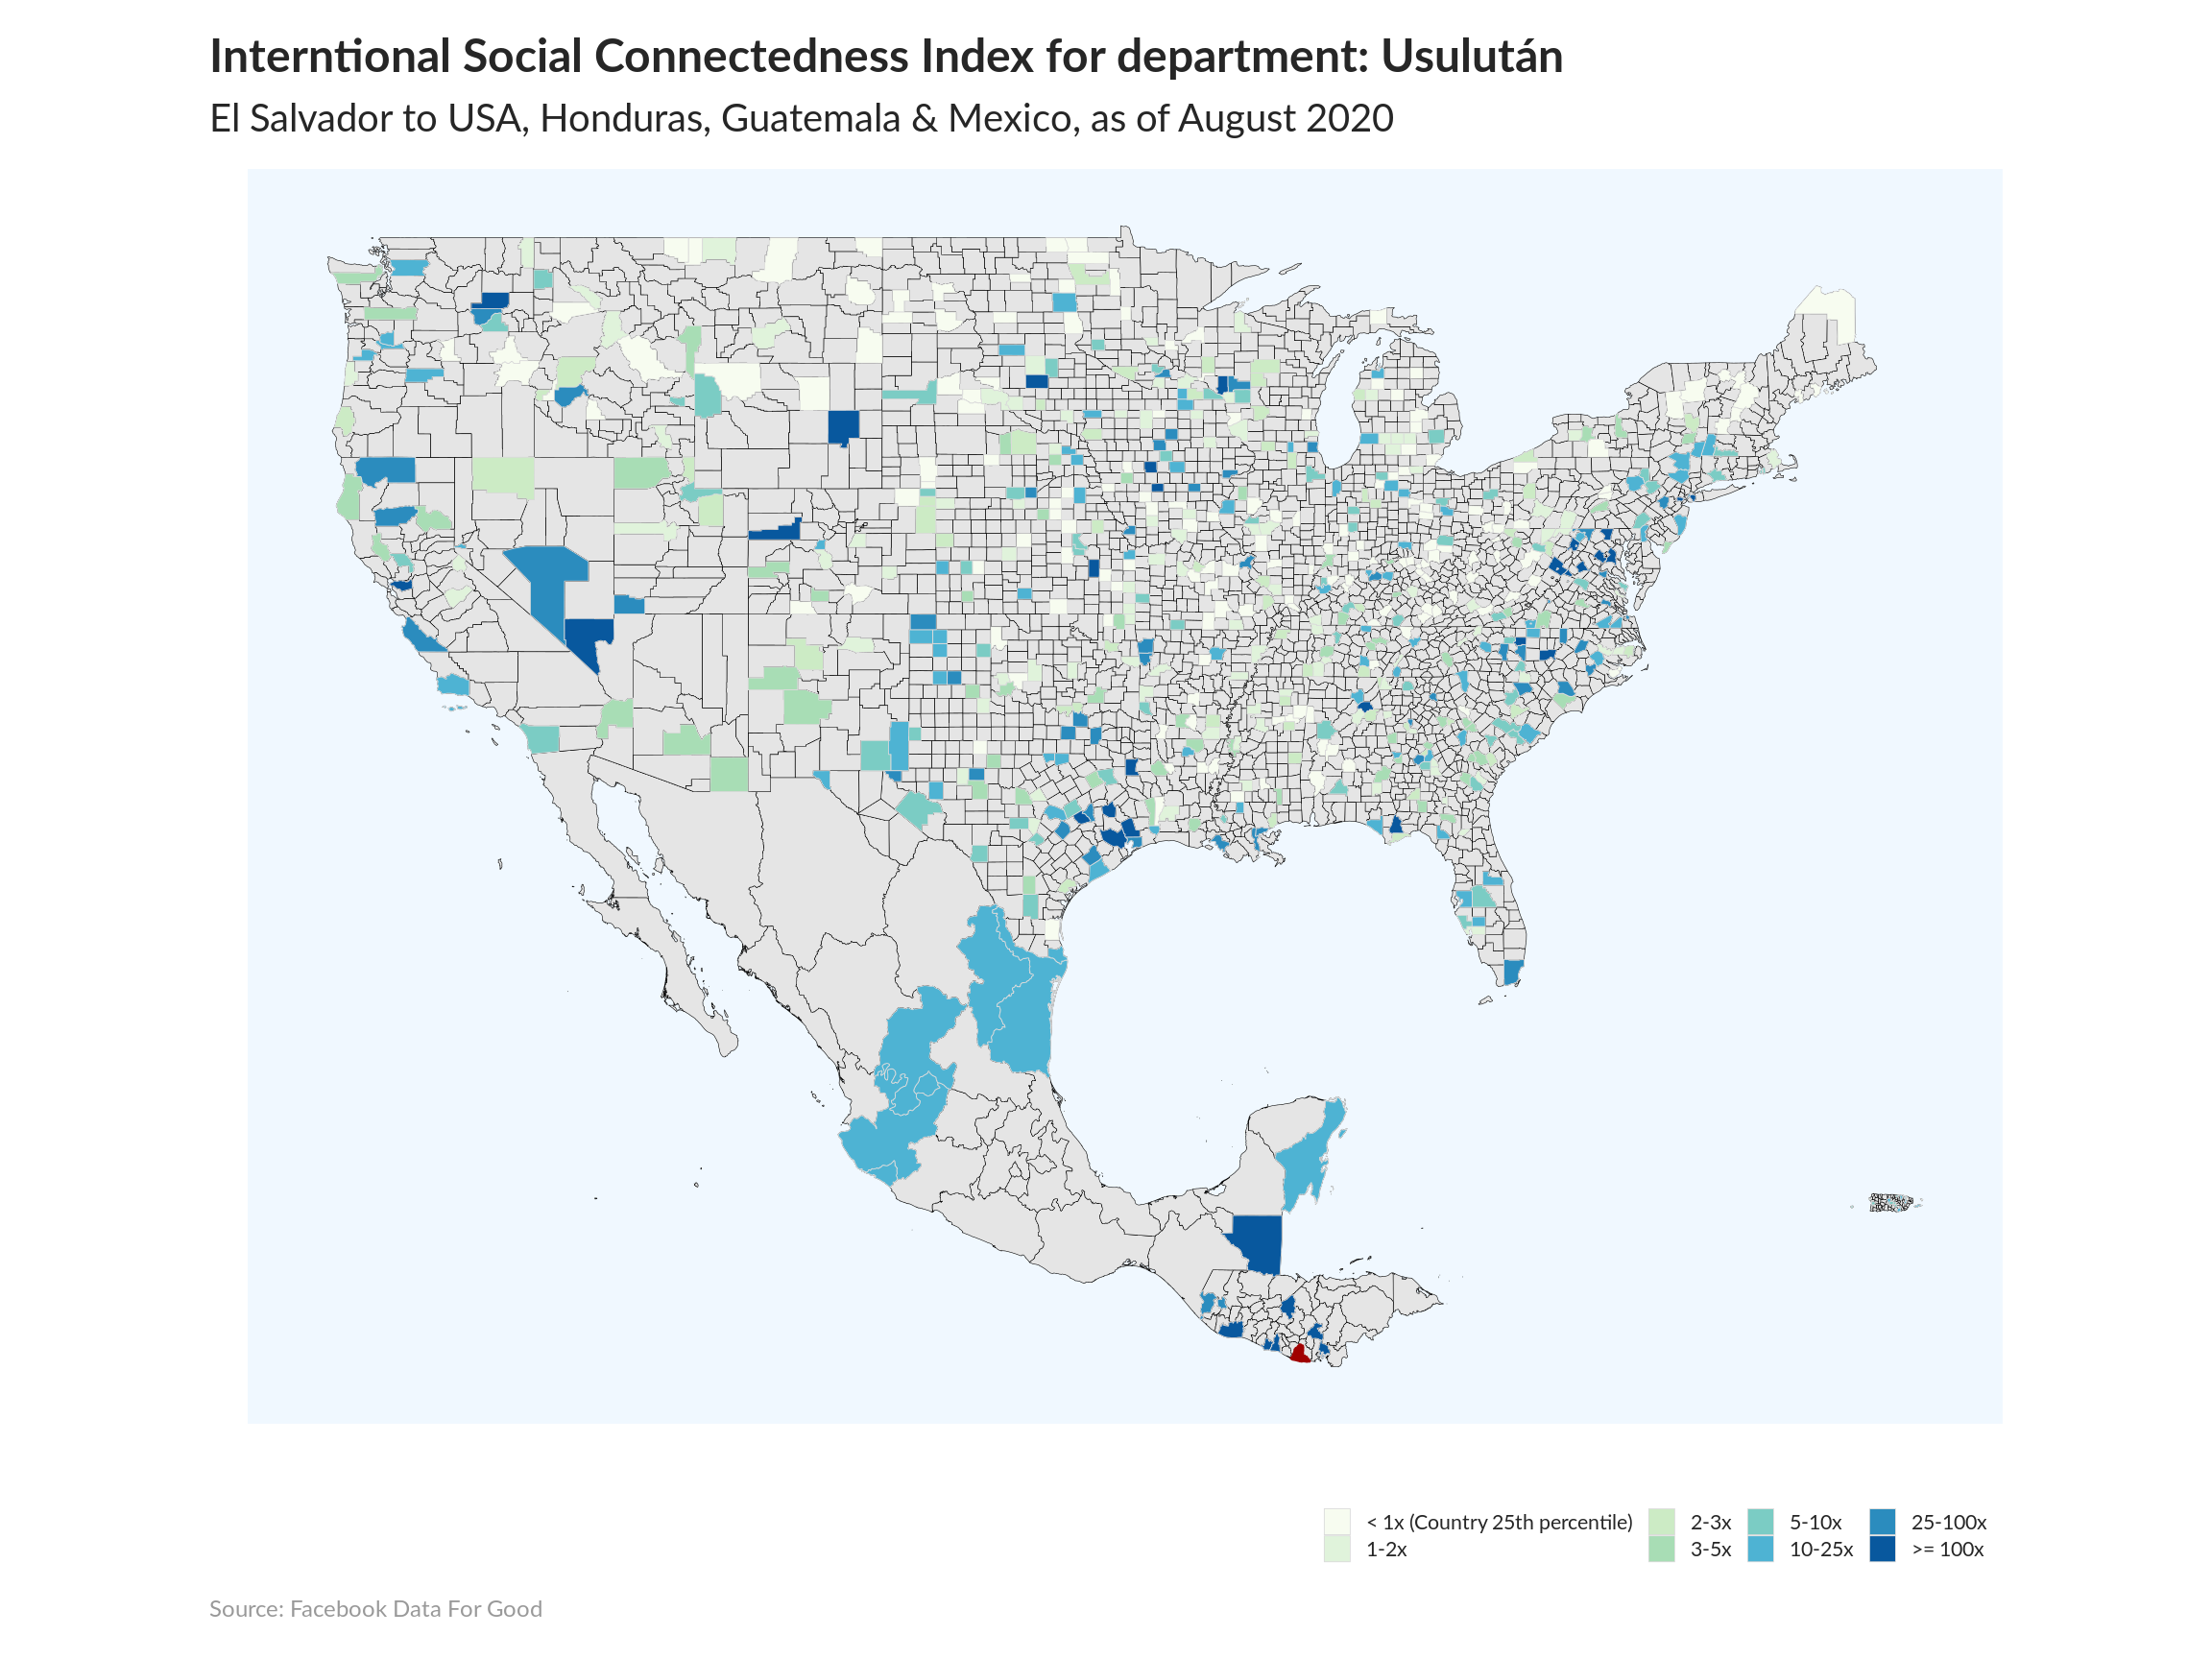 Interntional Social Connectedness Index for department: Usulután
El Salvador to USA, Honduras, Guatemala & Mexico, as of August 2020
< 1x (Country 25th percentile)
1-2x
2-3x
3-5x
5-10x
10-25x
25-100x
>= 100x
Source: Facebook Data For Good